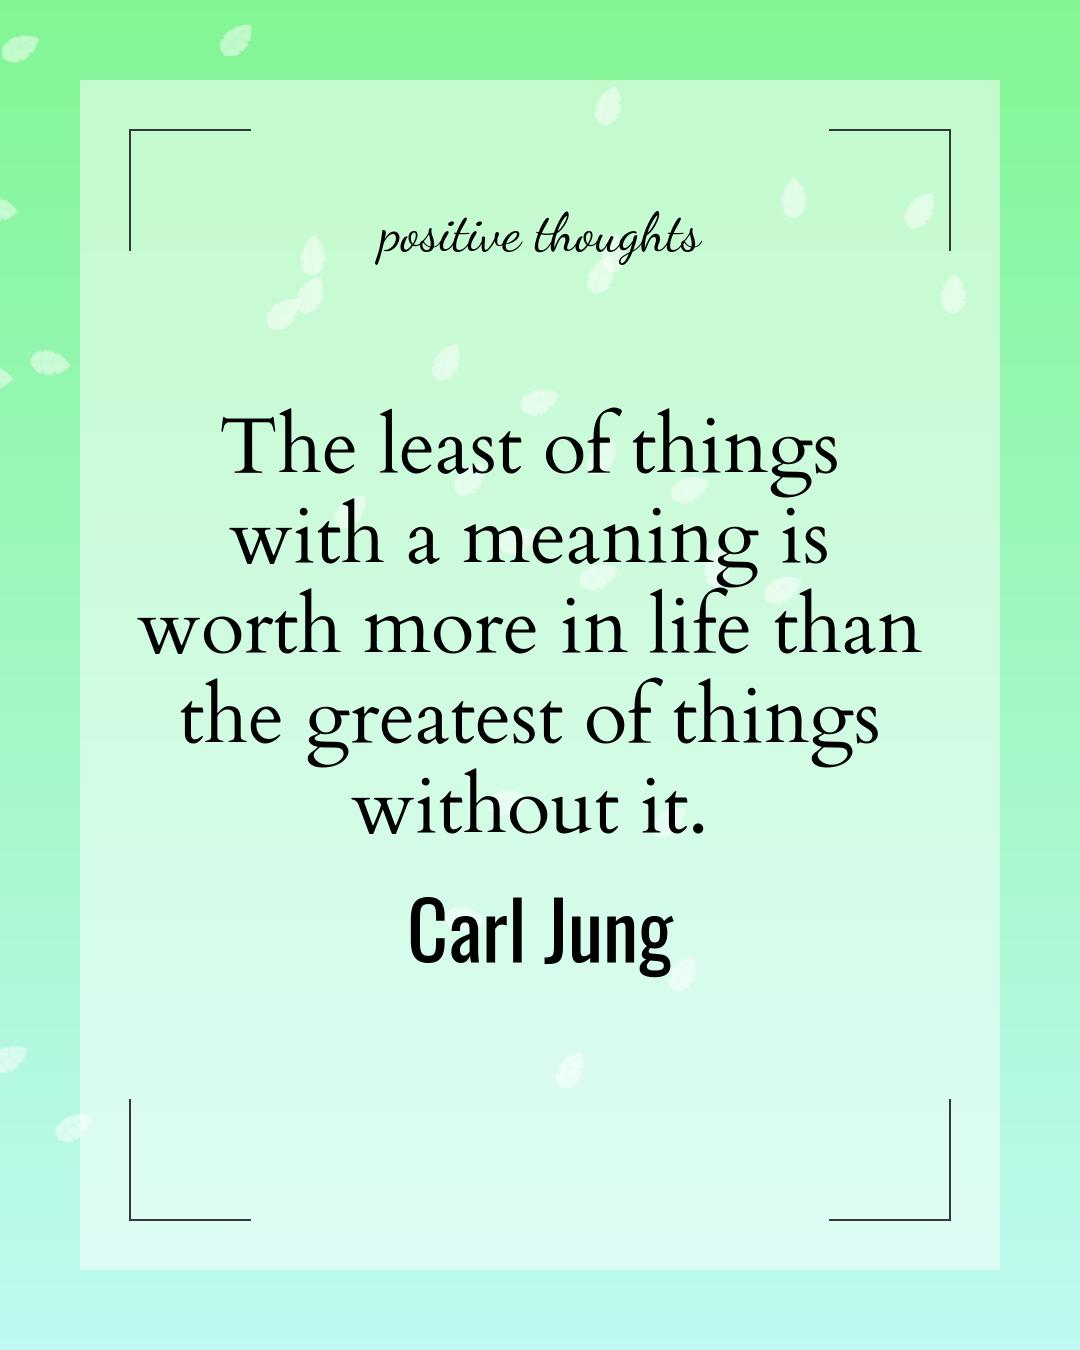 positive thoughts
The least of things
with a meaning is
worth more in life than
the greatest of things
without it.
Carl Jung